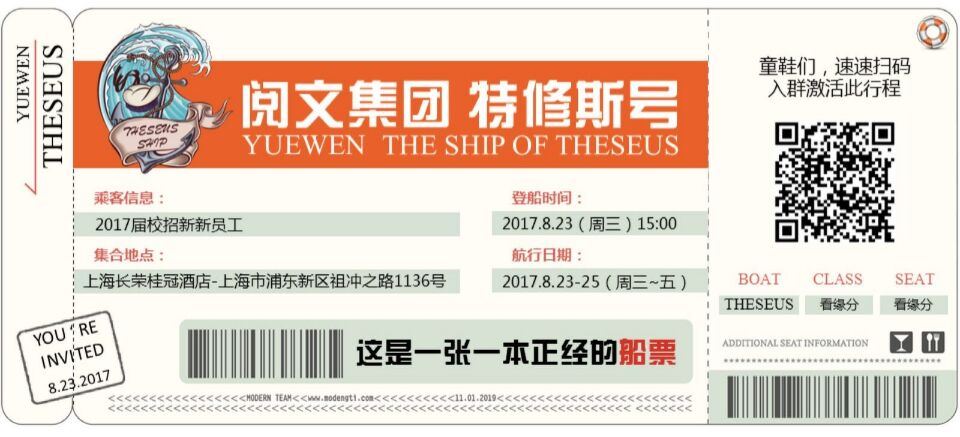 YUEWEN
THESEUS
THESEUS
SHIP
阅文集团 特修斯号
YUEWEN THE SHIP OF THESEUS
乘客信息：
2017届校招新新员工
集合地点：
上海长荣桂冠酒店-上海市浦东新区祖冲之路1136号
登船时间：
2017.8.23（周三）15:00
航行日期：
2017.8.23-25（周三~五）
YOU'RE
INVITED
8.23.2017
这是一张一本正经的船票
<<<<<<<<<<<<<<<<<<<<<<MODERN TEAM<<www.modengti.com<<<<<<<<<<<<<11.01.2019<<<<<<<<<<<<<<<<<<<<<<
童鞋们，速速扫码
入群激活此行程
BOAT CLASS SEAT
THESEUS 看缘分 看缘分
ADDITIONAL SEAT INFORMATION